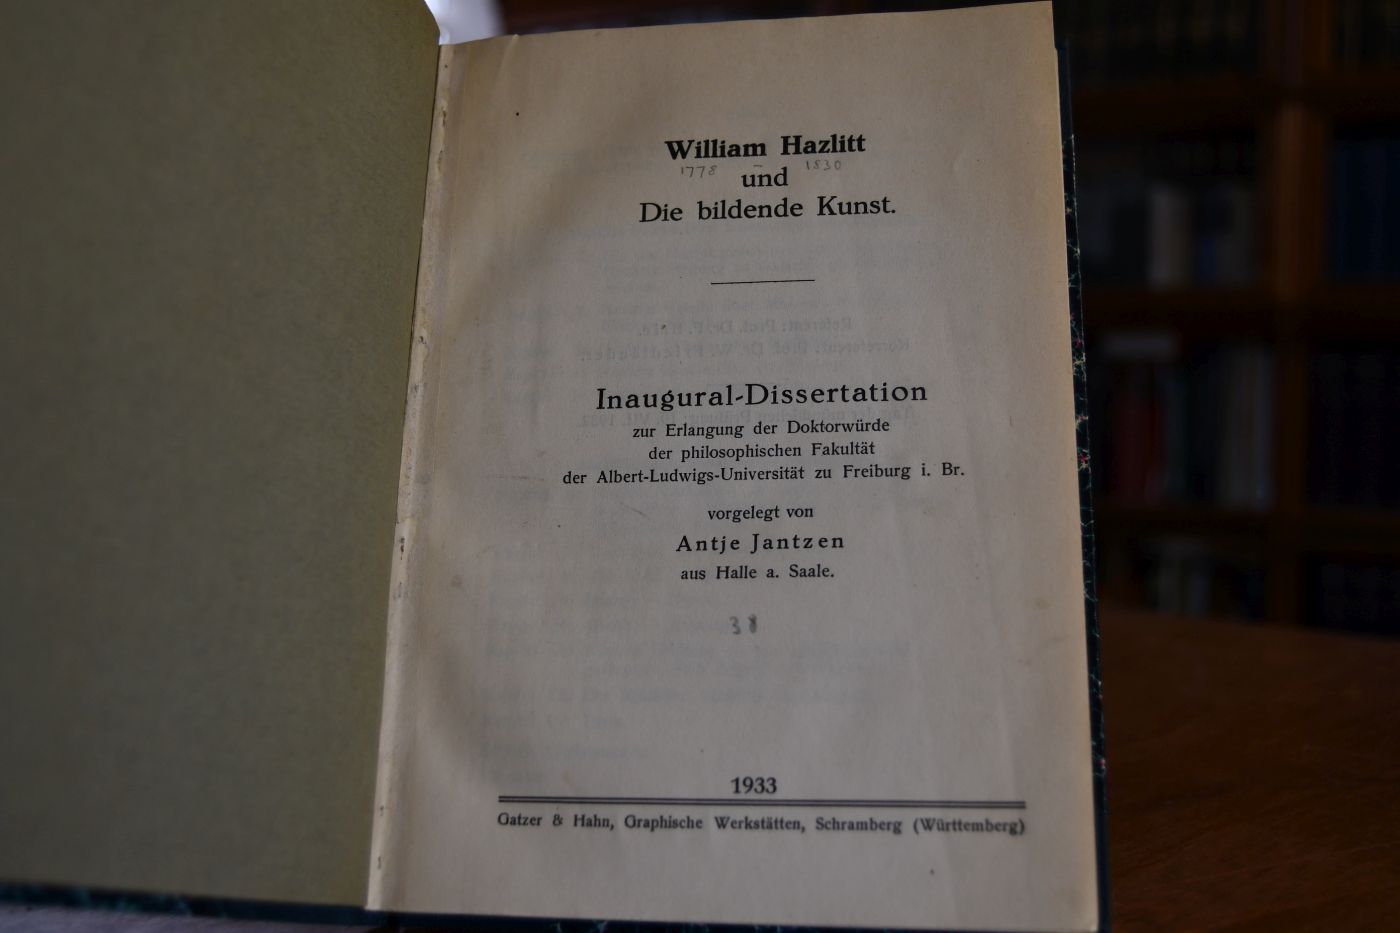 William Hazlitt
1778 – 1830
und
Die bildende Kunst.
Inaugural-Dissertation
zur Erlangung der Doktorwürde
der philosophischen Fakultät
der Albert-Ludwigs-Universität zu Freiburg i. Br.
vorgelegt von
Antje Jantzen
aus Halle a. Saale.
38
1933
Gatzer & Hahn, Graphische Werkstätten, Schramberg (Württemberg)